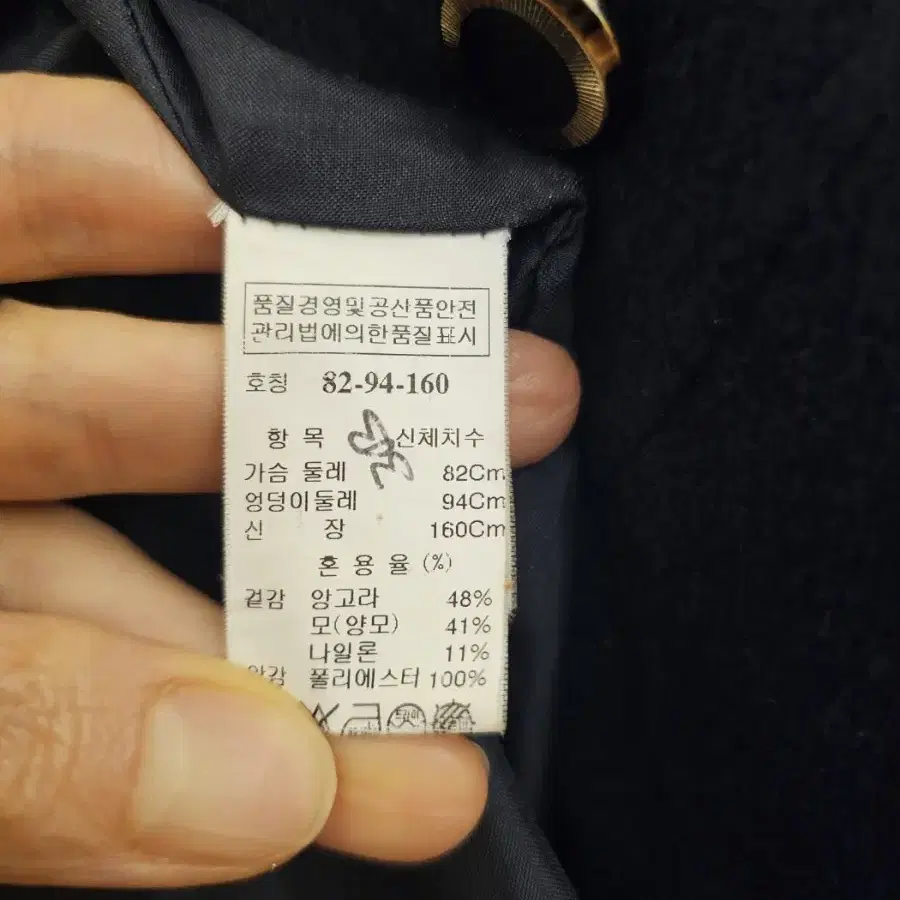 품질경영및공산품안전
관리법에의한품질표시
호칭 82-94-160
항 목 신체치수
가슴 둘레 82Cm
엉덩이둘레 94Cm
신 장 160Cm
혼 용 율 (%)
겉감 앙고라 48%
모(양모) 41%
나일론 11%
안감 폴리에스터 100%